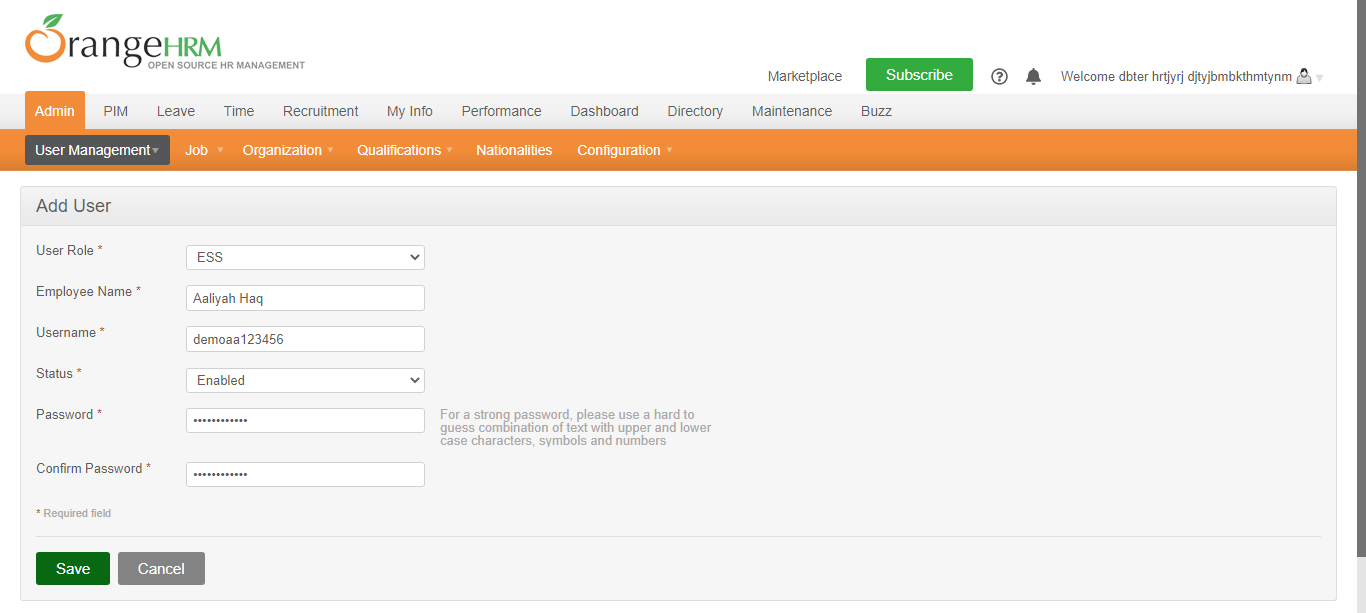 OrangeHRM
OPEN SOURCE HR MANAGEMENT
Marketplace Subscribe ? Welcome dbter hrtjyrj djtyjbmbkthmtynm
Admin PIM Leave Time Recruitment My Info Performance Dashboard Directory Maintenance Buzz
User Management Job Organization Qualifications Nationalities Configuration
Add User
User Role * ESS
Employee Name * Aaliyah Haq
Username * demoaa123456
Status * Enabled
Password * ••••••••••••
For a strong password, please use a hard to
guess combination of text with upper and lower
case characters, symbols and numbers
Confirm Password * ••••••••••••
* Required field
Save Cancel